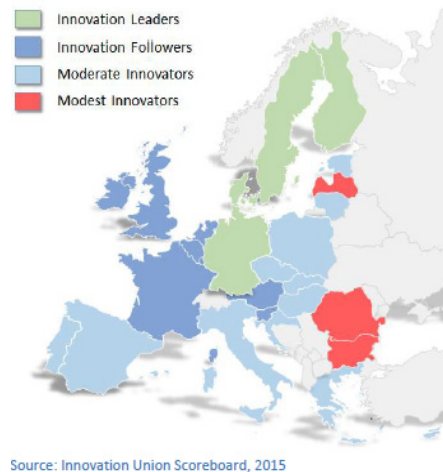 Innovation Leaders
Innovation Followers
Moderate Innovators
Modest Innovators
Source: Innovation Union Scoreboard, 2015